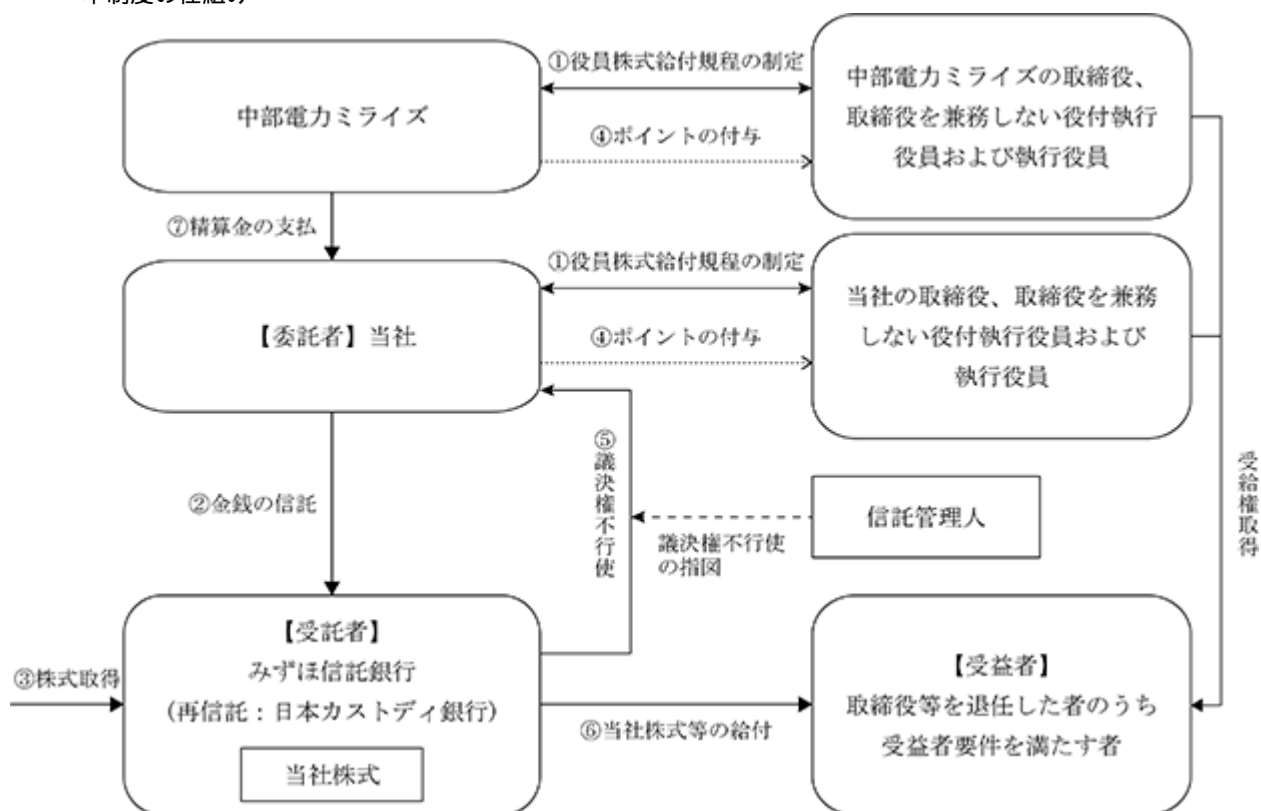 本制度の仕組み
中部電力ミライズ
①役員株式給付規程の制定
④ポイントの付与
中部電力ミライズの取締役、
取締役を兼務しない役付執行
役員および執行役員
⑦精算金の支払
【委託者】当社
①役員株式給付規程の制定
④ポイントの付与
当社の取締役、取締役を兼務
しない役付執行役員および
執行役員
②金銭の信託
⑤議決権不行使
議決権不行使
の指図
信託管理人
受給権取得
③株式取得
【受託者】
みずほ信託銀行
(再信託：日本カストディ銀行)
当社株式
⑥当社株式等の給付
【受益者】
取締役等を退任した者のうち
受益者要件を満たす者